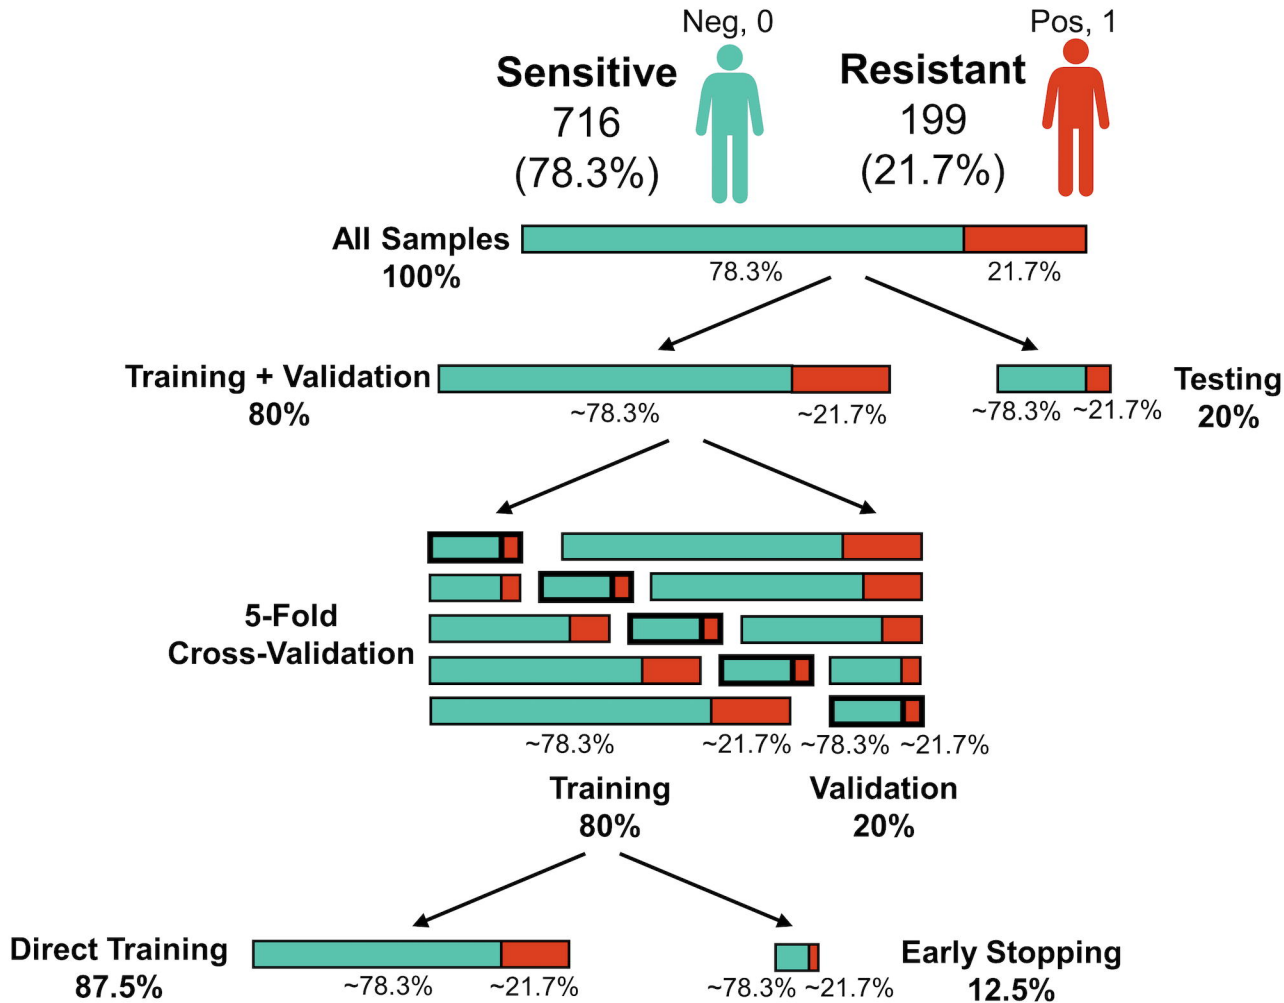 Neg, 0
Pos, 1
Sensitive
716
(78.3%)
Resistant
199
(21.7%)
All Samples
100%
78.3%
21.7%
Training + Validation
80%
~78.3%
~21.7%
Testing
20%
~78.3%
~21.7%
5-Fold
Cross-Validation
~78.3%
~21.7%
~78.3%
~21.7%
Training
80%
Validation
20%
Direct Training
87.5%
~78.3%
~21.7%
Early Stopping
12.5%
~78.3%
~21.7%